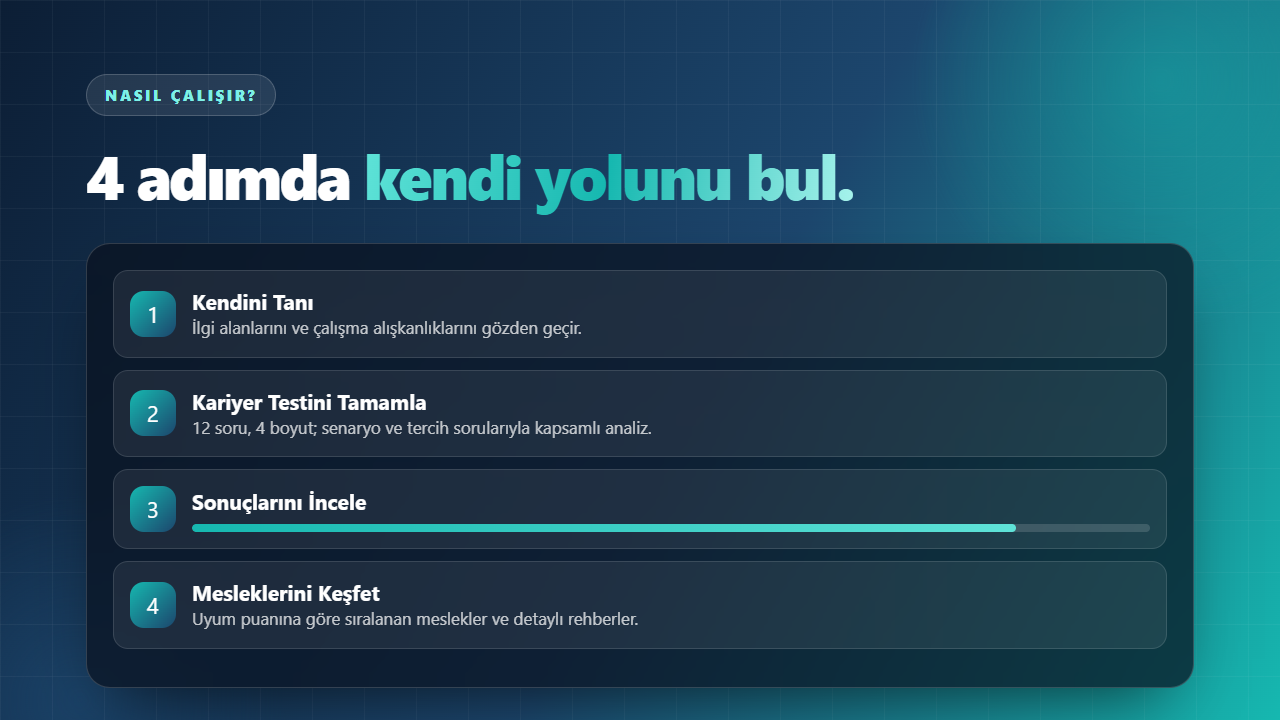 NASIL ÇALIŞIR?
4 adımda kendi yolunu bul.
1
Kendini Tanı
İlgi alanlarını ve çalışma alışkanlıklarını gözden geçir.
2
Kariyer Testini Tamamla
12 soru, 4 boyut; senaryo ve tercih sorularıyla kapsamlı analiz.
3
Sonuçlarını İncele
4
Mesleklerini Keşfet
Uyum puanına göre sıralanan meslekler ve detaylı rehberler.